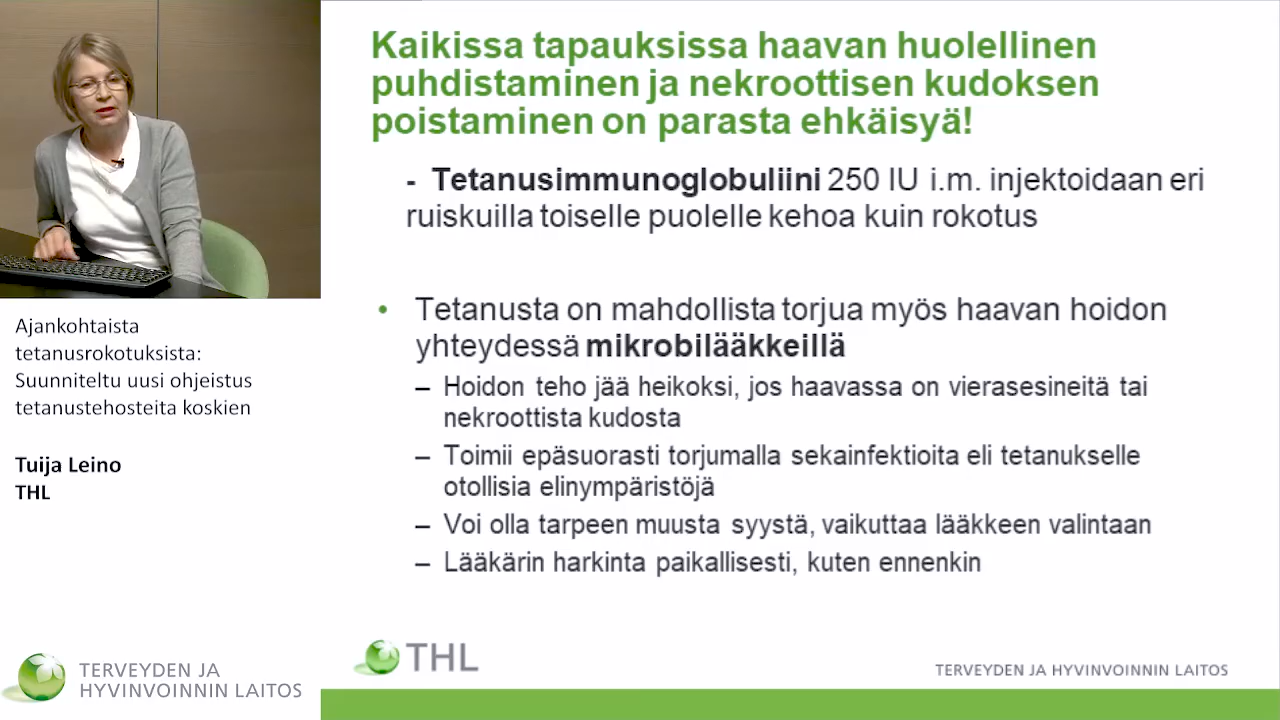 Kaikissa tapauksissa haavan huolellinen
puhdistaminen ja nekroottisen kudoksen
poistaminen on parasta ehkäisyä!
- Tetanusimmunoglobuliini 250 IU i.m. injektoidaan eri
ruiskuilla toiselle puolelle kehoa kuin rokotus
• Tetanusta on mahdollista torjua myös haavan hoidon
yhteydessä mikrobilääkkeillä
– Hoidon teho jää heikoksi, jos haavassa on vierasesineitä tai
nekroottista kudosta
– Toimii epäsuorasti torjumalla sekainfektioita eli tetanukselle
otollisia elinympäristöjä
– Voi olla tarpeen muusta syystä, vaikuttaa lääkkeen valintaan
– Lääkärin harkinta paikallisesti, kuten ennenkin
Ajankohtaista
tetanusrokotuksista:
Suunniteltu uusi ohjeistus
tetanustehosteita koskien
Tuija Leino
THL
TERVEYDEN JA
HYVINVOINNIN LAITOS
THL
TERVEYDEN JA HYVINVOINNIN LAITOS